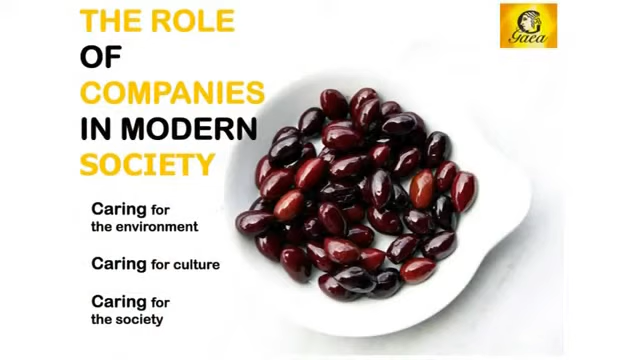 THE ROLE
OF
COMPANIES
IN MODERN
SOCIETY
Gaea
Caring for
the environment
Caring for culture
Caring for
the society